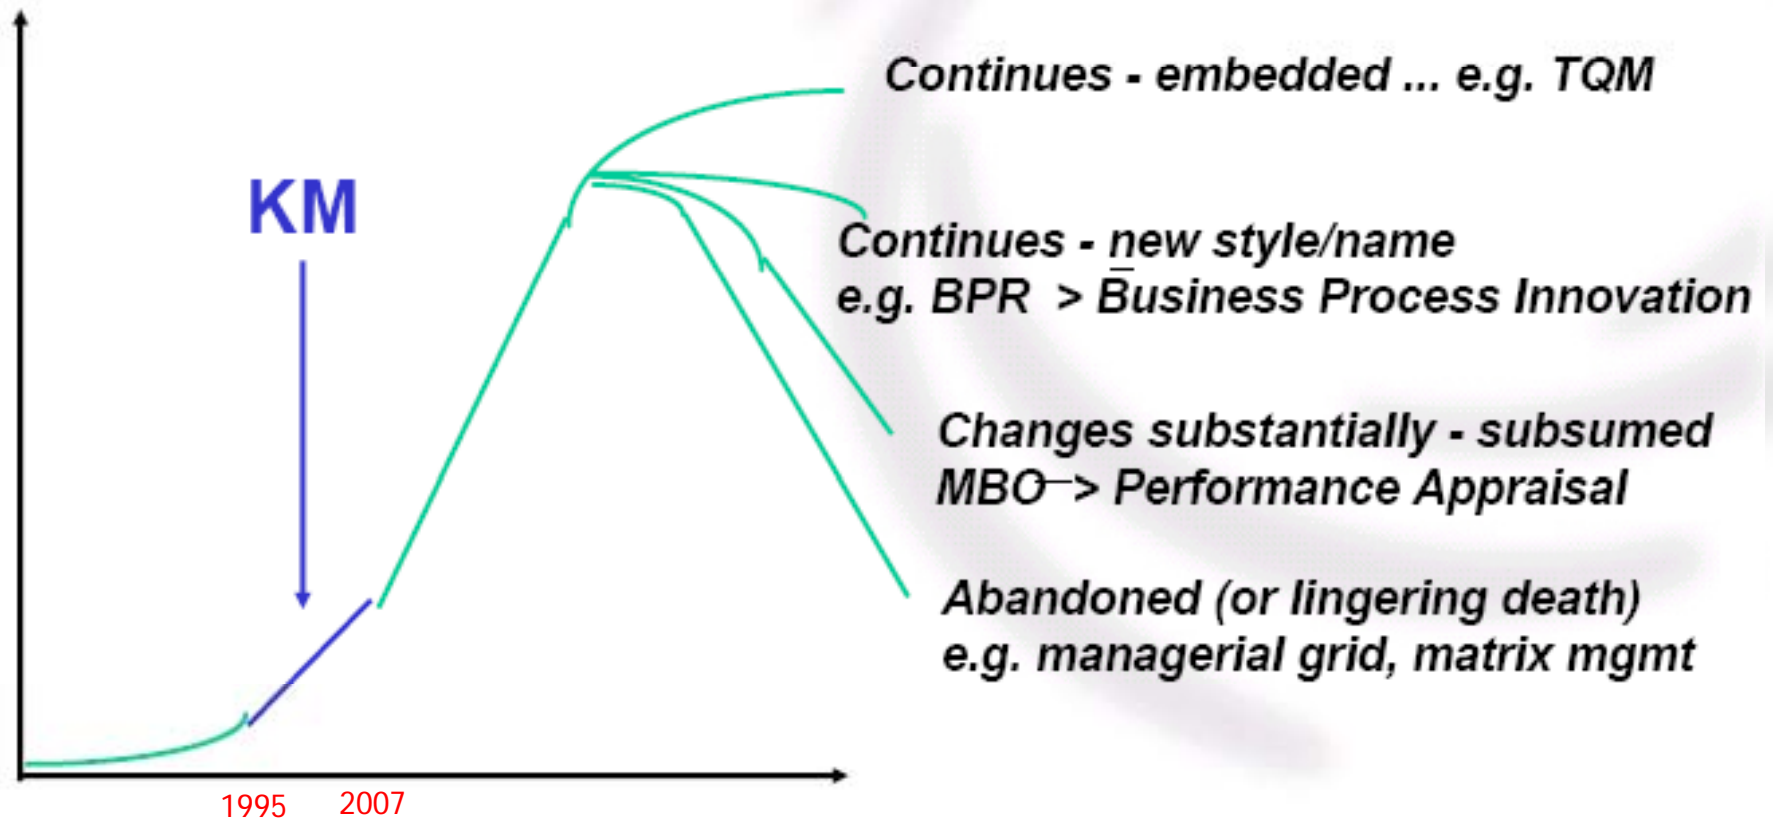 Continues - embedded ... e.g. TQM
KM
Continues - new style/name
e.g. BPR > Business Process Innovation
Changes substantially - subsumed
MBO > Performance Appraisal
Abandoned (or lingering death)
e.g. managerial grid, matrix mgmt
1995 2007